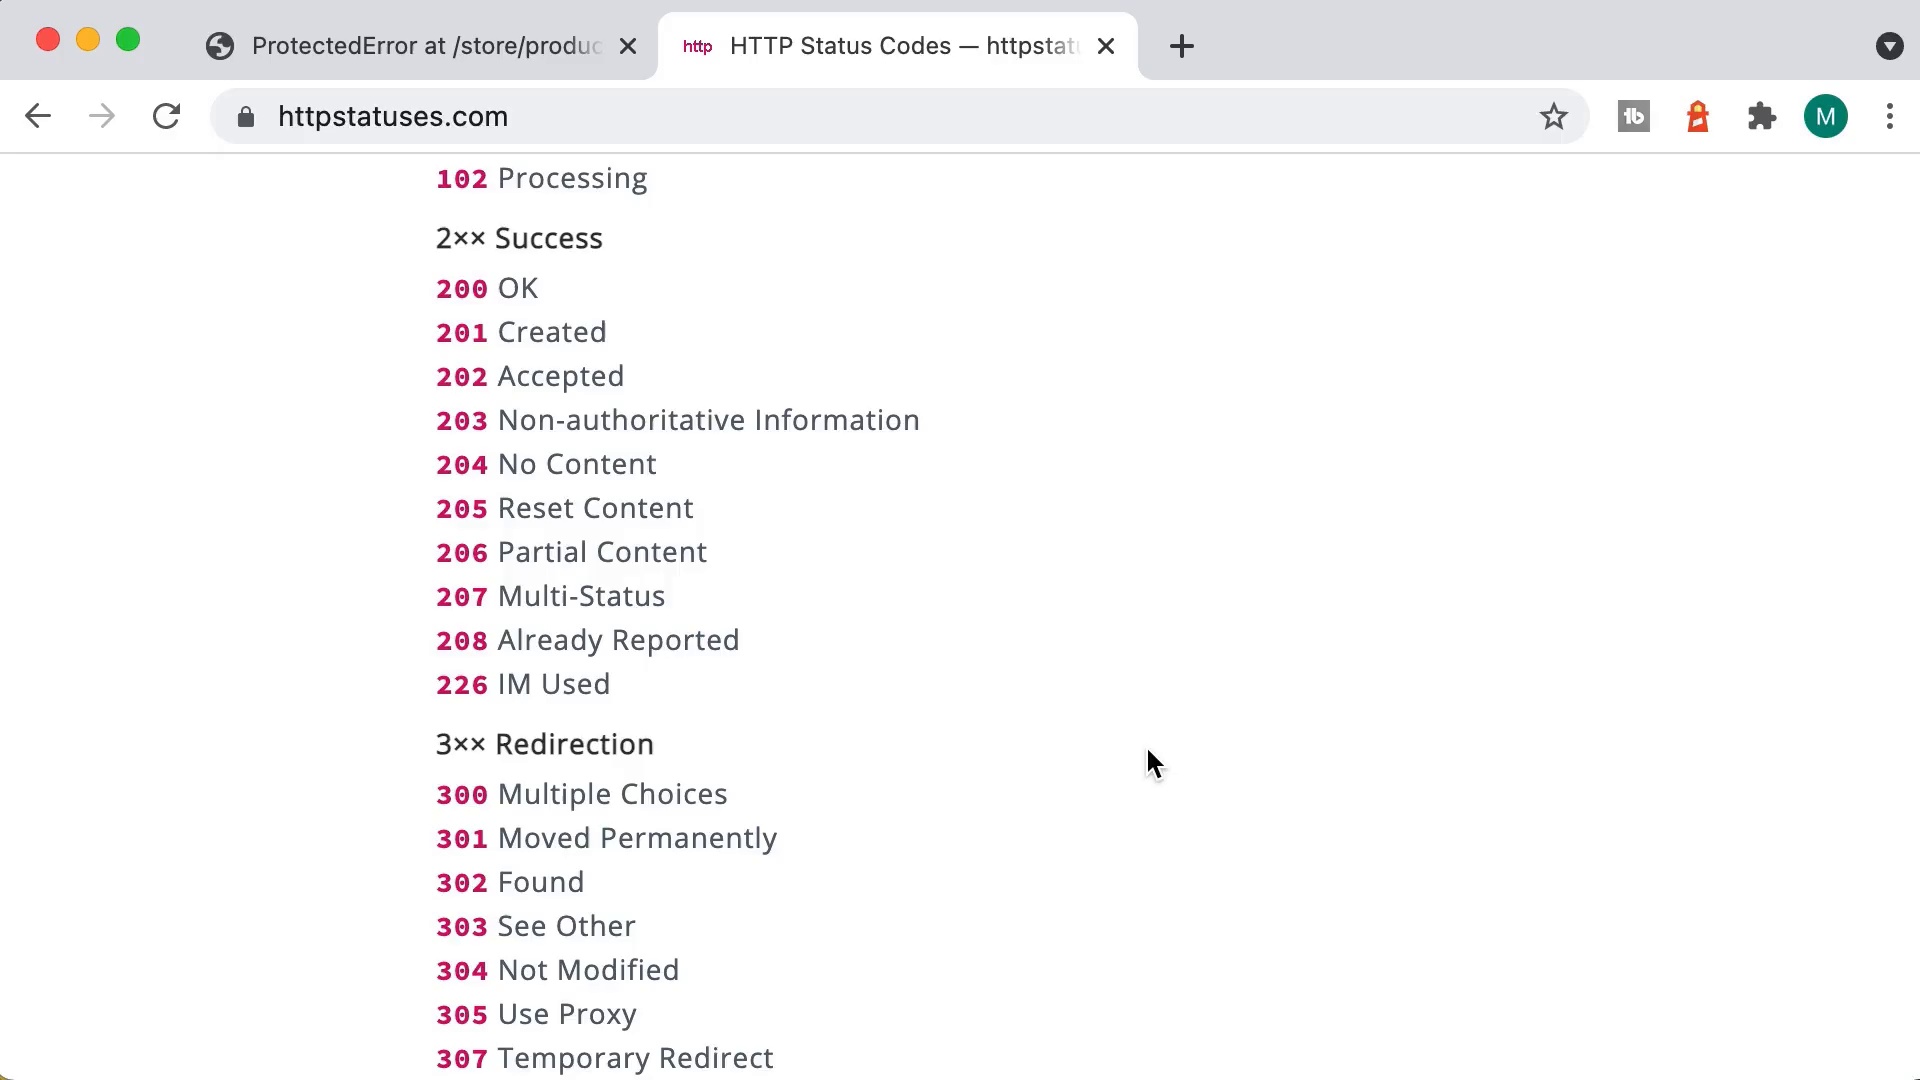 ProtectedError at /store/produc
http HTTP Status Codes — httpstatu
httpstatuses.com
M
102 Processing
2×× Success
200 OK
201 Created
202 Accepted
203 Non-authoritative Information
204 No Content
205 Reset Content
206 Partial Content
207 Multi-Status
208 Already Reported
226 IM Used
3×× Redirection
300 Multiple Choices
301 Moved Permanently
302 Found
303 See Other
304 Not Modified
305 Use Proxy
307 Temporary Redirect